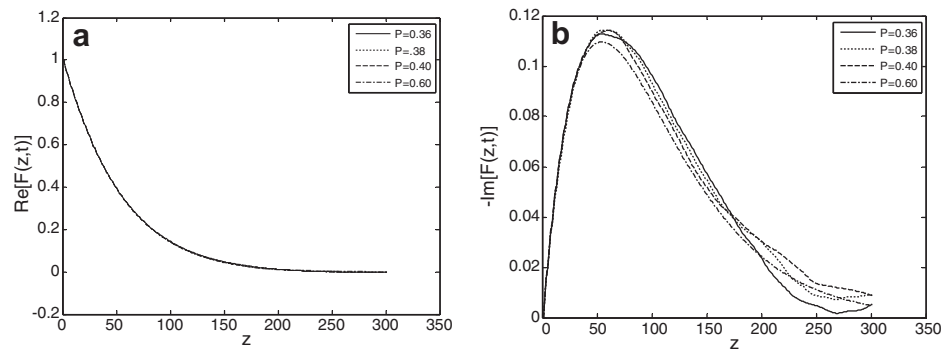 a
P=0.36
P=.38
P=0.40
P=0.60
Re[F(z,t)]
1.2
1
0.8
0.6
0.4
0.2
0
-0.2
0 50 100 150 200 250 300 350
z
b
P=0.36
P=0.38
P=0.40
P=0.60
-Im[F(z,t)]
0.12
0.1
0.08
0.06
0.04
0.02
0
0 50 100 150 200 250 300 350
z